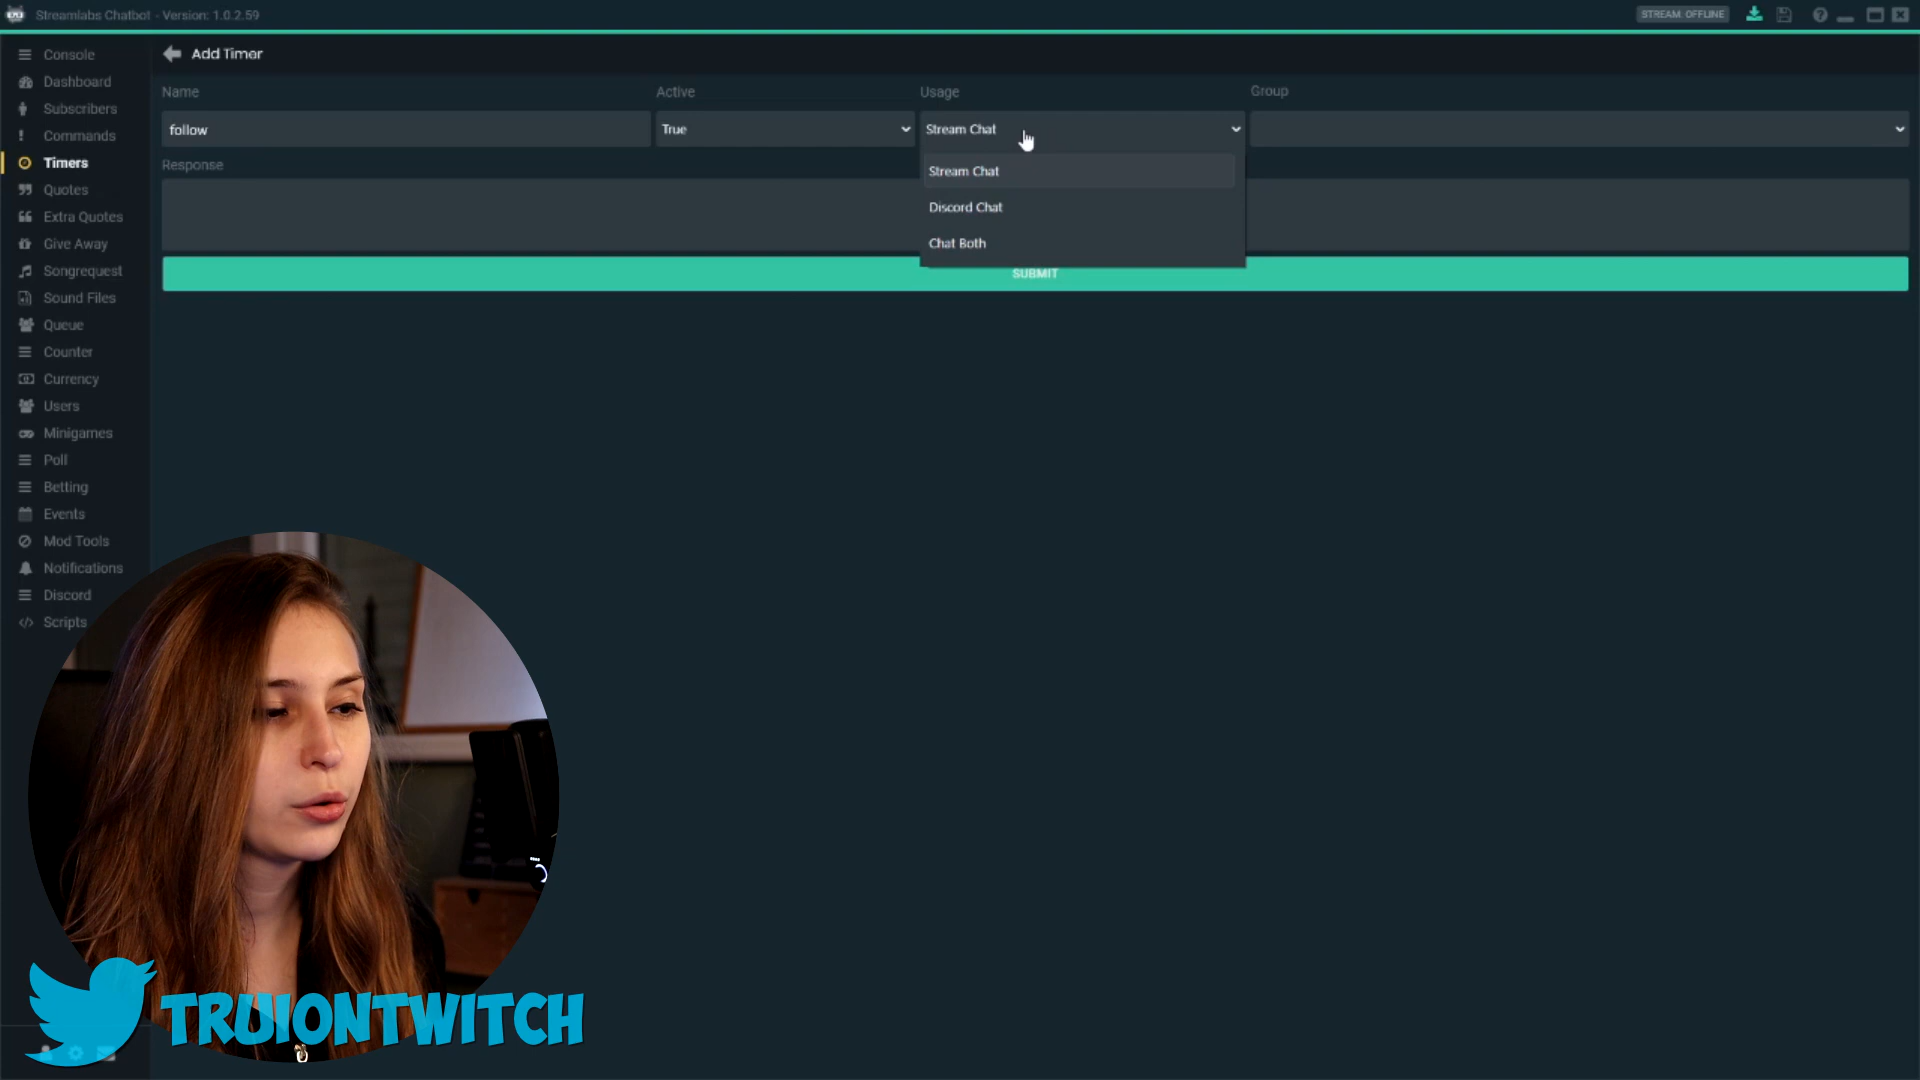 Streamlabs Chatbot - Version: 1.0.2.59
STREAM: OFFLINE
Console
Dashboard
Subscribers
Commands
Timers
Quotes
Extra Quotes
Give Away
Songrequest
Sound Files
Queue
Counter
Currency
Users
Minigames
Poll
Betting
Events
Mod Tools
Notifications
Discord
Scripts
Add Timer
Name
Active
Usage
Group
follow
True
Stream Chat
Response
Stream Chat
Discord Chat
Chat Both
SUBMIT
TRUIONTWITCH